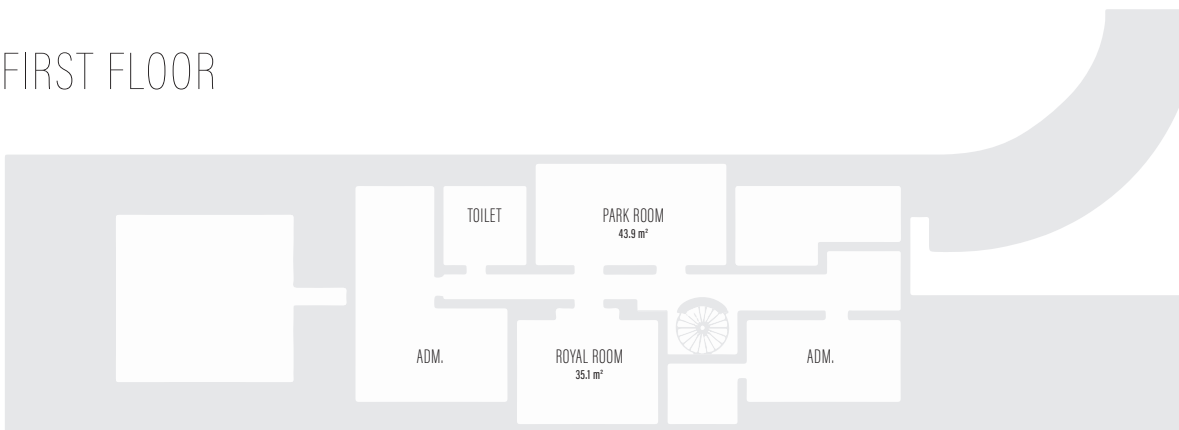 FIRST FLOOR
TOILET
PARK ROOM
43.9 m²
ADM.
ROYAL ROOM
35.1 m²
ADM.